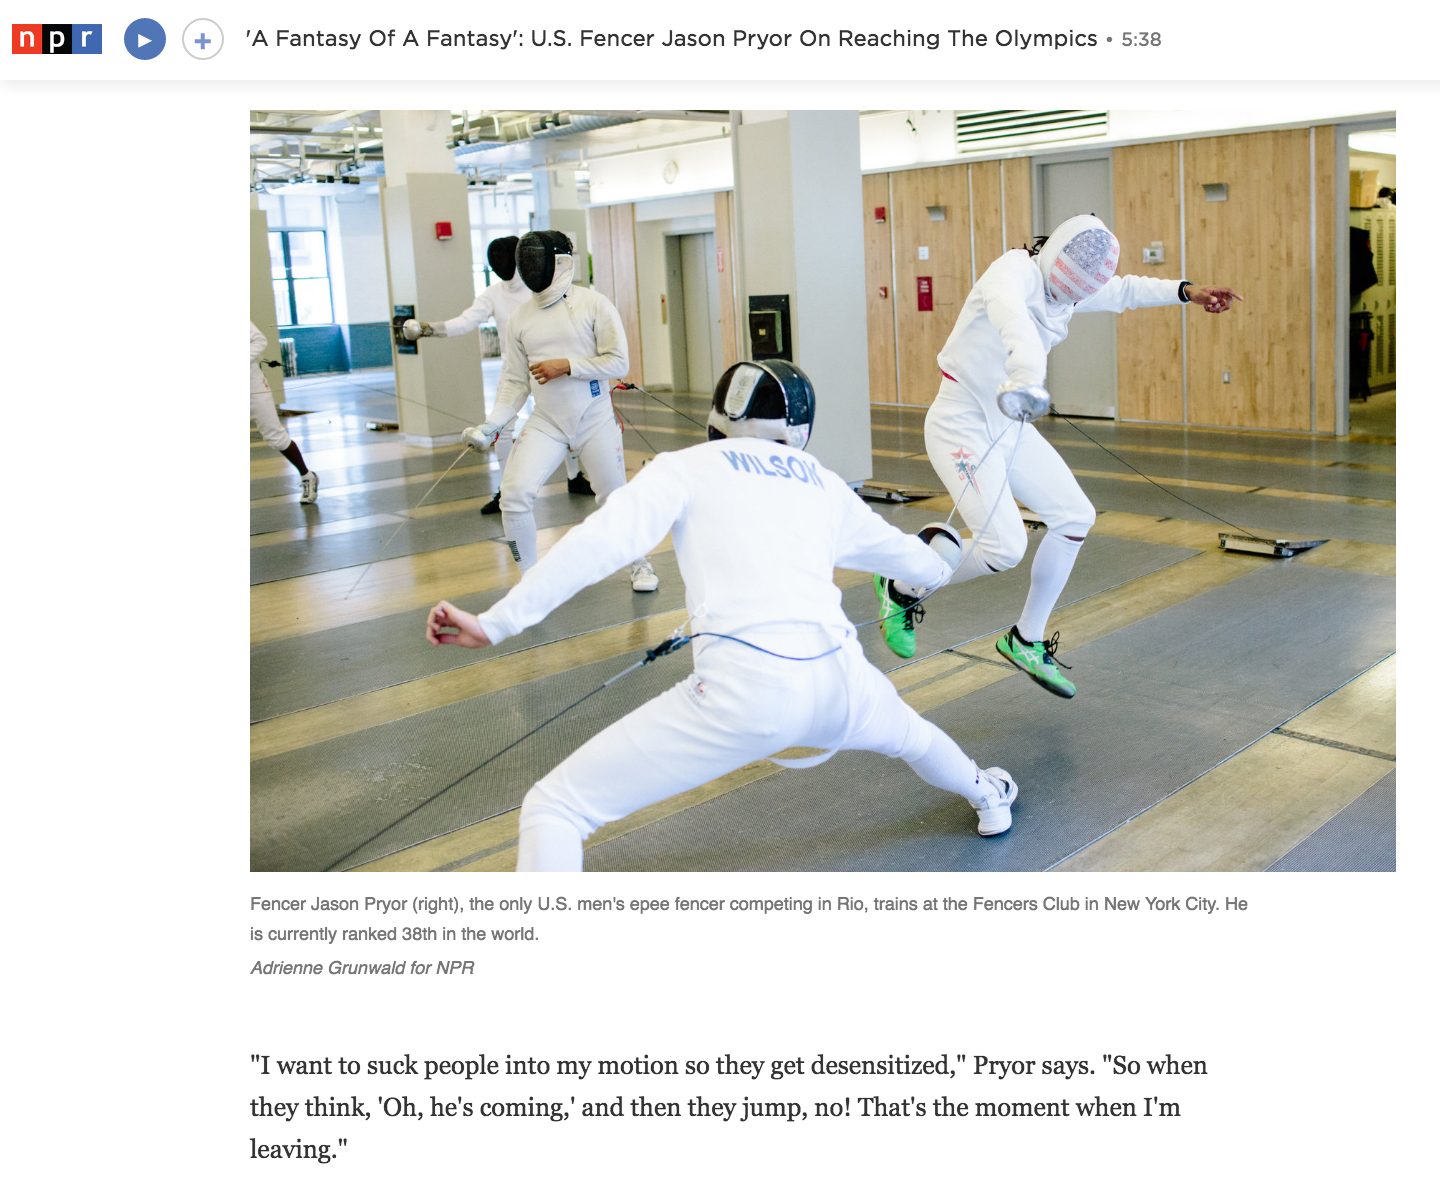 npr
'A Fantasy Of A Fantasy': U.S. Fencer Jason Pryor On Reaching The Olympics • 5:38
WILSON
Fencer Jason Pryor (right), the only U.S. men's epee fencer competing in Rio, trains at the Fencers Club in New York City. He
is currently ranked 38th in the world.
Adrienne Grunwald for NPR
"I want to suck people into my motion so they get desensitized," Pryor says. "So when
they think, 'Oh, he's coming,' and then they jump, no! That's the moment when I'm
leaving."